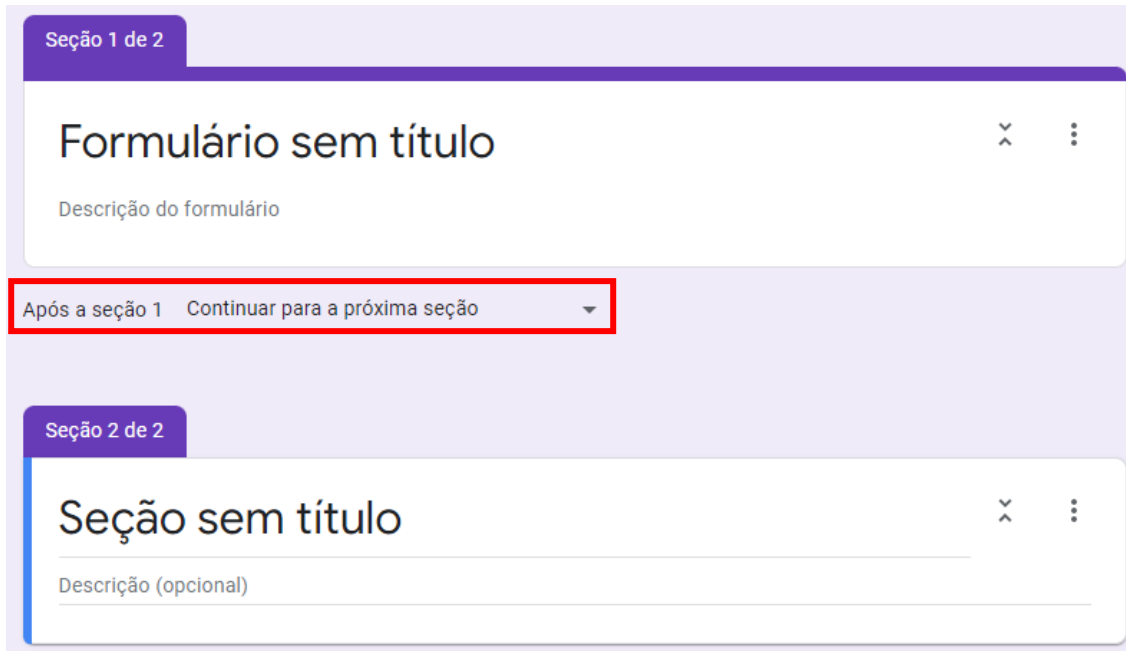 Seção 1 de 2
Formulário sem título
Descrição do formulário
Após a seção 1 Continuar para a próxima seção
Seção 2 de 2
Seção sem título
Descrição (opcional)